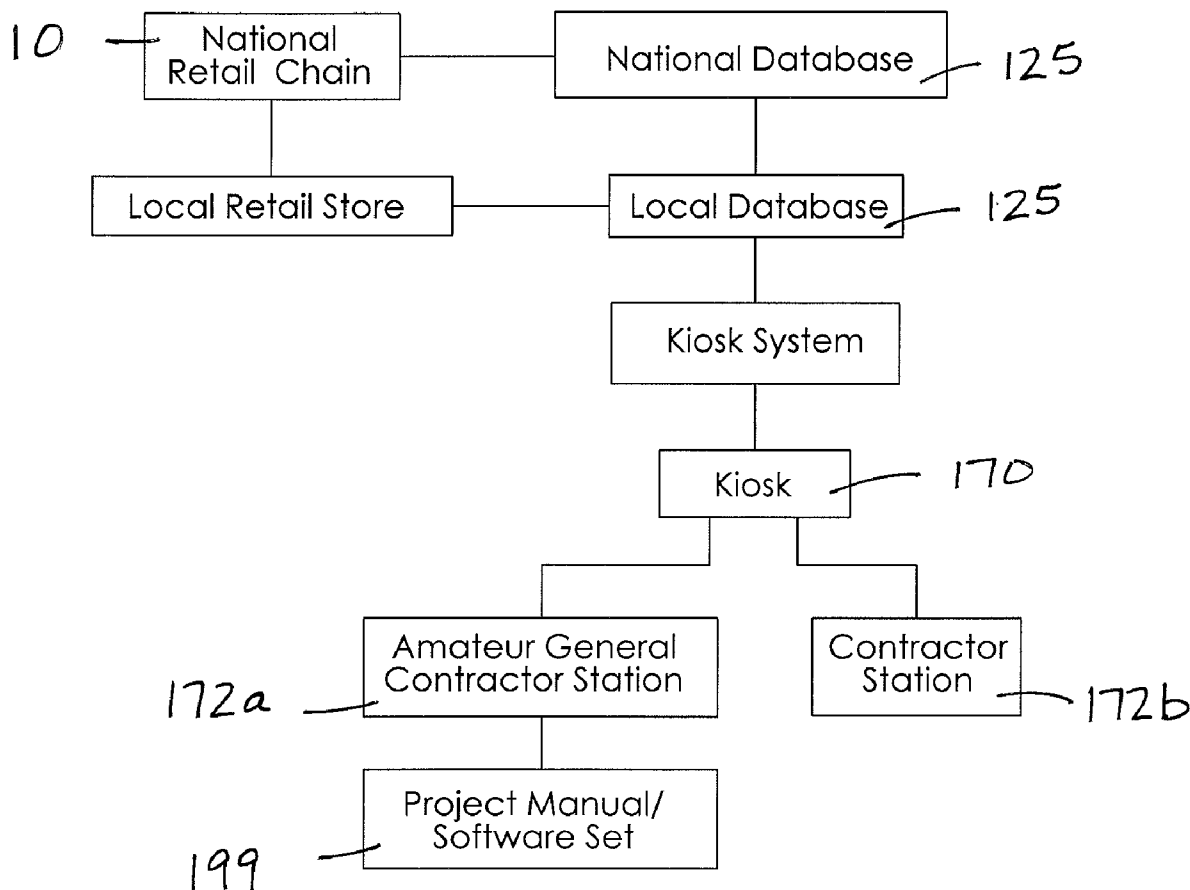 10
National
Retail Chain
National Database
125
Local Retail Store
Local Database
125
Kiosk System
Kiosk
170
Amateur General
Contractor Station
172a
Contractor
Station
172b
Project Manual/
Software Set
199